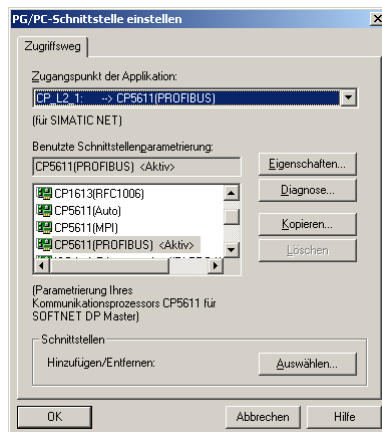 PG/PC-Schnittstelle einstellen
Zugriffsweg
Zugangspunkt der Applikation:
CP_L2_1: --> CP5611(PROFIBUS)
(für SIMATIC NET)
Benutzte Schnittstellenparametrierung:
CP5611(PROFIBUS) <Aktiv>
Eigenschaften...
CP1613(RFC1006)
CP5611(Auto)
CP5611(MPI)
CP5611(PROFIBUS) <Aktiv>
Diagnose...
Kopieren...
Löschen
(Parametrierung Ihres
Kommunikationsprozessors CP5611 für
SOFTNET DP Master)
Schnittstellen
Hinzufügen/Entfernen:
Auswählen...
OK
Abbrechen
Hilfe